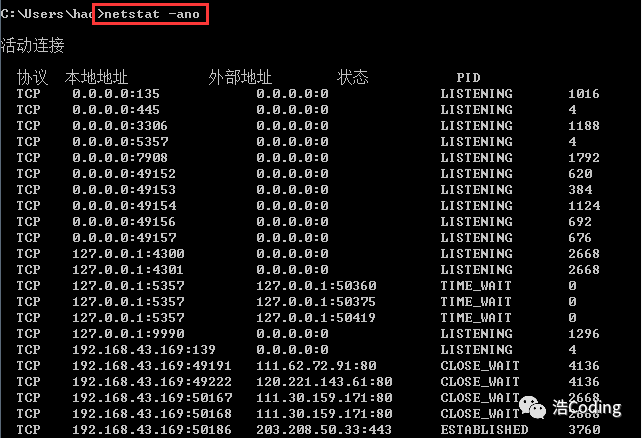 C:\Users\hao>netstat -ano
活动连接
协议 本地地址 外部地址 状态 PID
TCP 0.0.0.0:135 0.0.0.0:0 LISTENING 1016
TCP 0.0.0.0:445 0.0.0.0:0 LISTENING 4
TCP 0.0.0.0:3306 0.0.0.0:0 LISTENING 1188
TCP 0.0.0.0:5357 0.0.0.0:0 LISTENING 4
TCP 0.0.0.0:7908 0.0.0.0:0 LISTENING 1792
TCP 0.0.0.0:49152 0.0.0.0:0 LISTENING 620
TCP 0.0.0.0:49153 0.0.0.0:0 LISTENING 384
TCP 0.0.0.0:49154 0.0.0.0:0 LISTENING 1124
TCP 0.0.0.0:49156 0.0.0.0:0 LISTENING 692
TCP 0.0.0.0:49157 0.0.0.0:0 LISTENING 676
TCP 127.0.0.1:4300 0.0.0.0:0 LISTENING 2668
TCP 127.0.0.1:4301 0.0.0.0:0 LISTENING 2668
TCP 127.0.0.1:5357 127.0.0.1:50360 TIME_WAIT 0
TCP 127.0.0.1:5357 127.0.0.1:50375 TIME_WAIT 0
TCP 127.0.0.1:5357 127.0.0.1:50419 TIME_WAIT 0
TCP 127.0.0.1:9990 0.0.0.0:0 LISTENING 1296
TCP 192.168.43.169:139 0.0.0.0:0 LISTENING 4
TCP 192.168.43.169:49191 111.62.72.91:80 CLOSE_WAIT 4136
TCP 192.168.43.169:49222 120.221.143.61:80 CLOSE_WAIT 4136
TCP 192.168.43.169:50167 111.30.159.171:80 CLOSE_WAIT 2668
TCP 192.168.43.169:50168 111.30.159.171:80 CLOSE_WAIT
TCP 192.168.43.169:50186 203.208.50.33:443 ESTABLISHED 3760
浩Coding